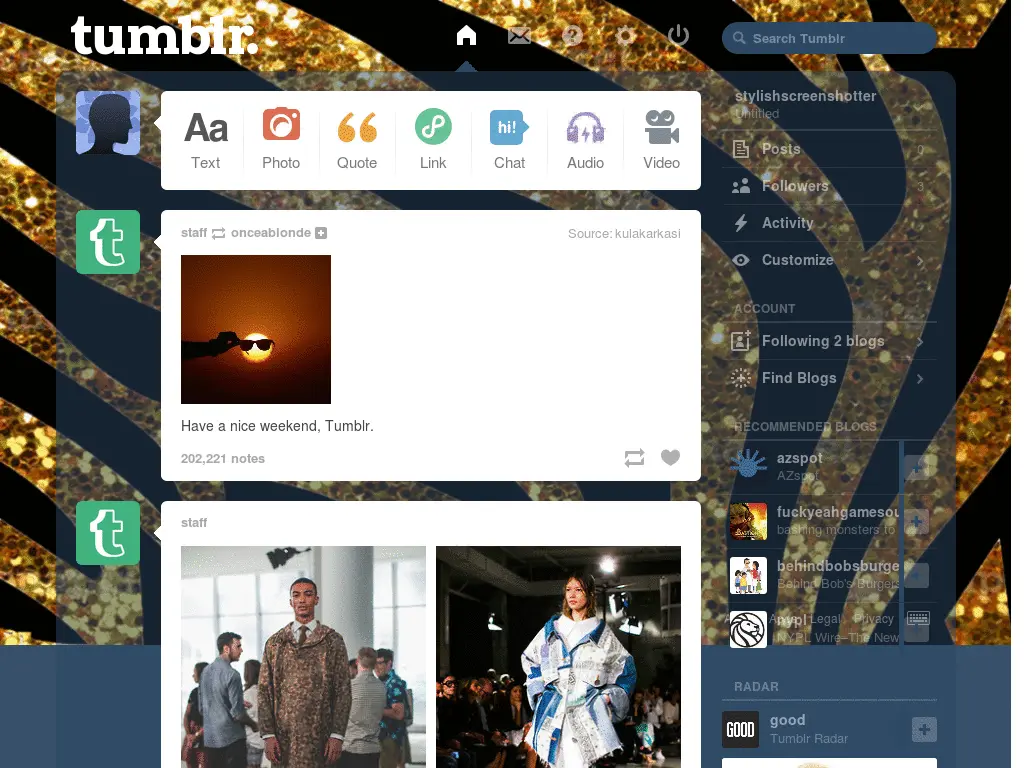 tumblr.
Search Tumblr
Aa
hi!
Text
Photo
Quote
Link
Chat
Audio
Video
staff onceablonde
Source: kulakarkasi
Have a nice weekend, Tumblr.
202,221 notes
staff
stylishscreenshotter
Untitled
Posts 0
Followers 3
Activity
Customize
ACCOUNT
Following 2 blogs
Find Blogs
RECOMMENDED BLOGS
azspot
AZspot
fuckyeahgamesou
bashing monsters fo
behindbobsburge
Behind Bob's Burgers
nypl
Legal Privacy
NYPL Wire—The New
RADAR
GOOD
good
Tumblr Radar